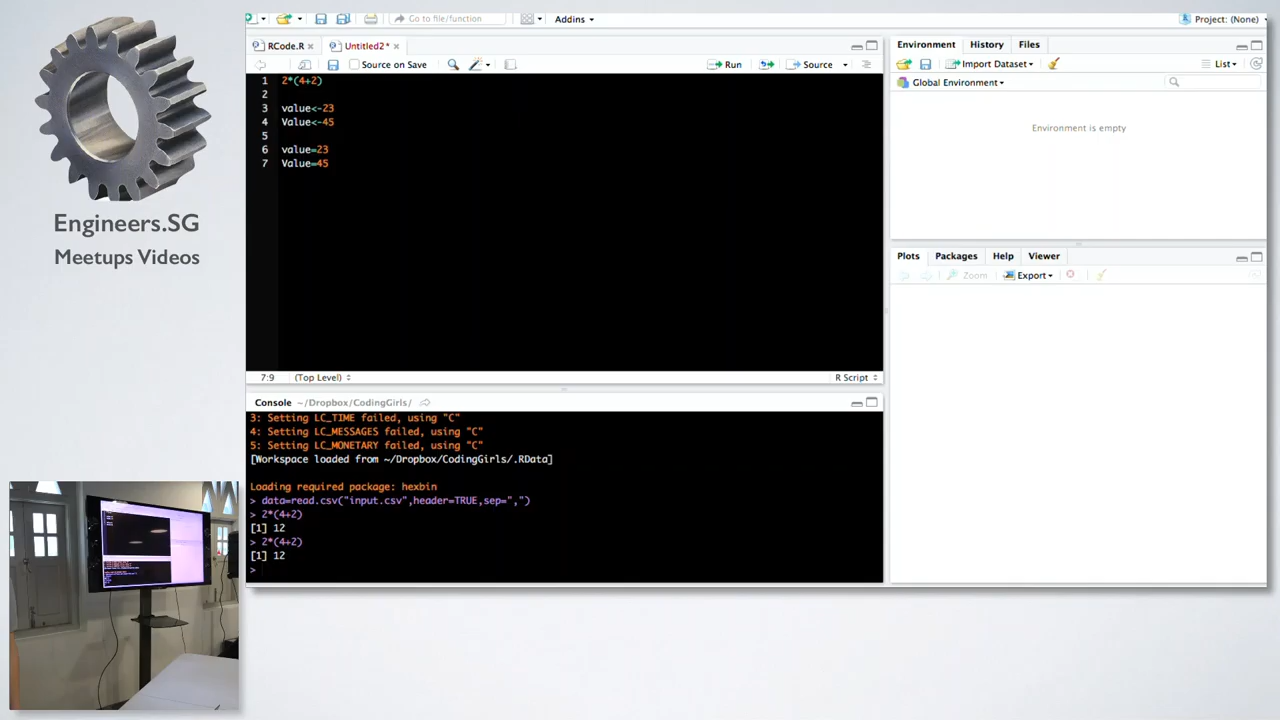 Go to file/function
Addins
Project: (None)
RCode.R
Untitled2*
Source on Save
Run
Source
1 2*(4+2)
2
3 value<-23
4 Value<-45
5
6 value=23
7 Value=45
7:9
(Top Level)
R Script
Console ~/Dropbox/CodingGirls/
3: Setting LC_TIME failed, using "C"
4: Setting LC_MESSAGES failed, using "C"
5: Setting LC_MONETARY failed, using "C"
[Workspace loaded from ~/Dropbox/CodingGirls/.RData]
Loading required package: hexbin
> data=read.csv("input.csv",header=TRUE,sep=",")
> 2*(4+2)
[1] 12
> 2*(4+2)
[1] 12
>
Environment
History
Files
Import Dataset
List
Global Environment
Environment is empty
Plots
Packages
Help
Viewer
Zoom
Export
Engineers.SG
Meetups Videos